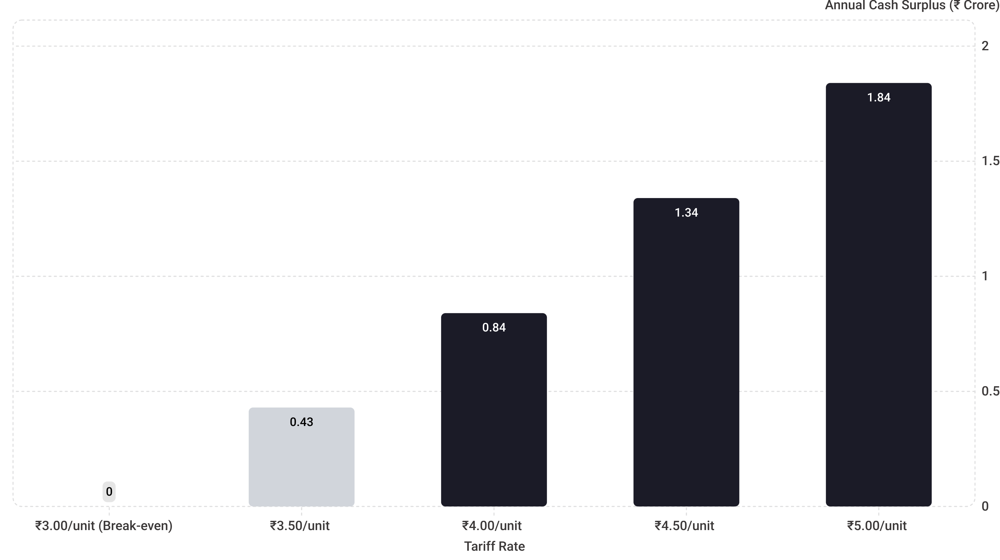 Annual Cash Surplus (₹ Crore)
2
1.84
1.5
1.34
1
0.84
0.5
0.43
0
0
₹3.00/unit (Break-even)
₹3.50/unit
₹4.00/unit
₹4.50/unit
₹5.00/unit
Tariff Rate